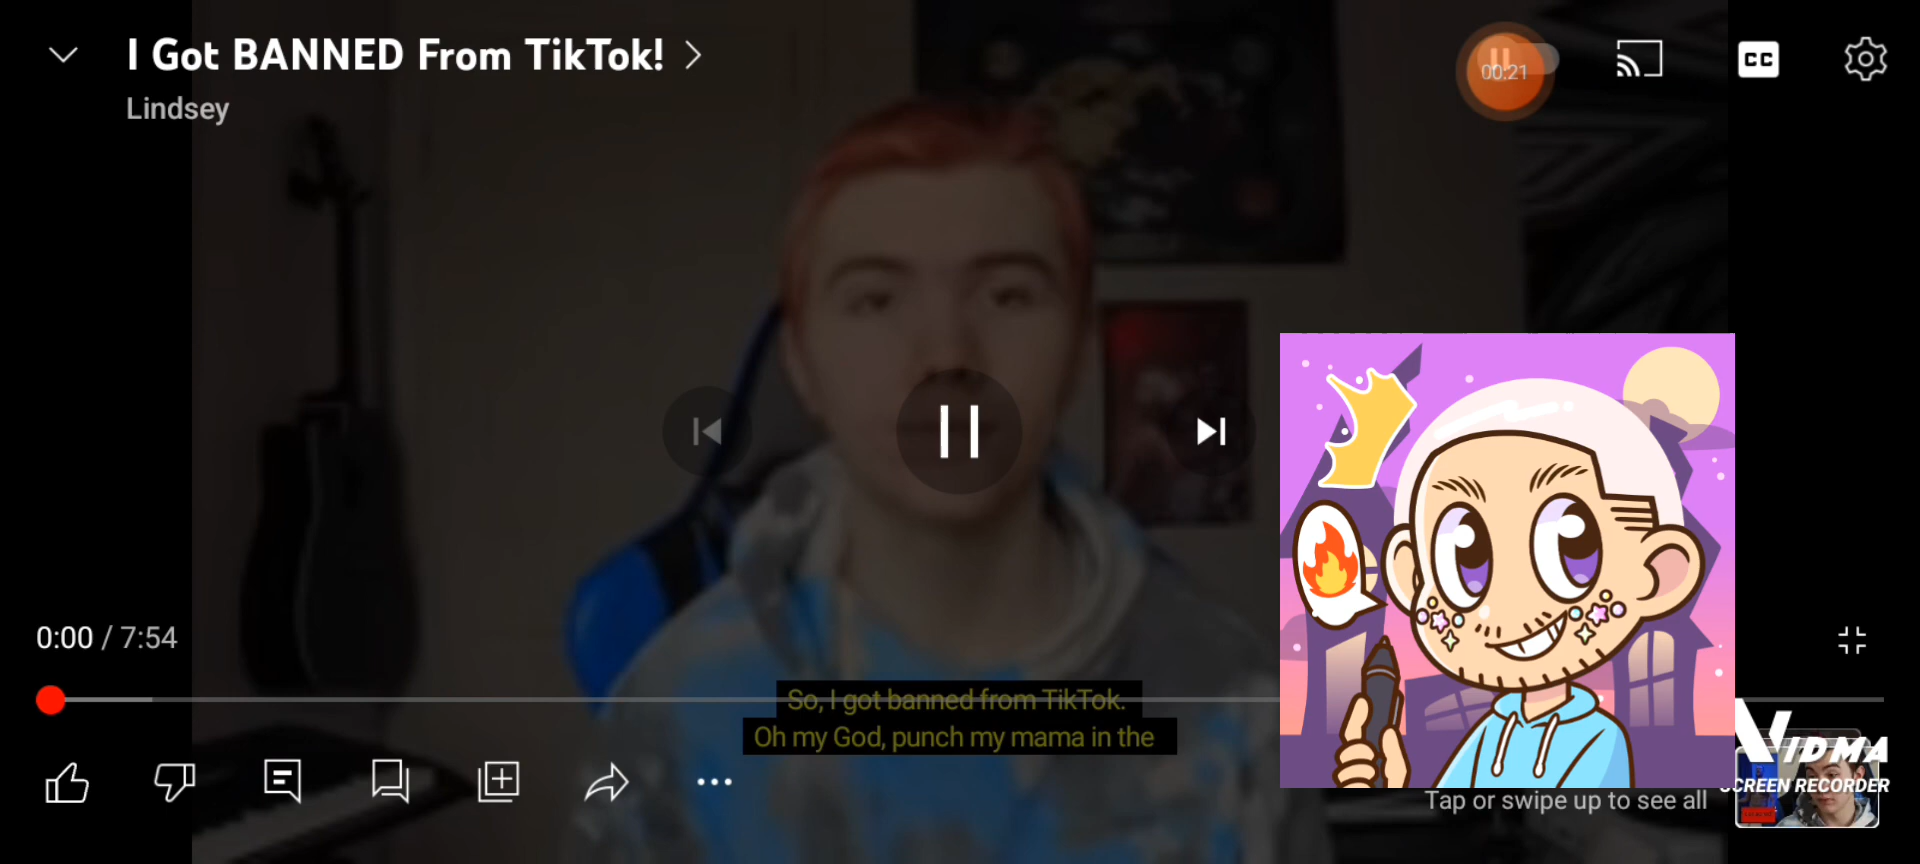 I Got BANNED From TikTok!
Lindsey
00:21
CC
0:00 / 7:54
So, I got banned from TikTok.
Oh my God, punch my mama in the
Tap or swipe up to see all
VIDMA
SCREEN RECORDER